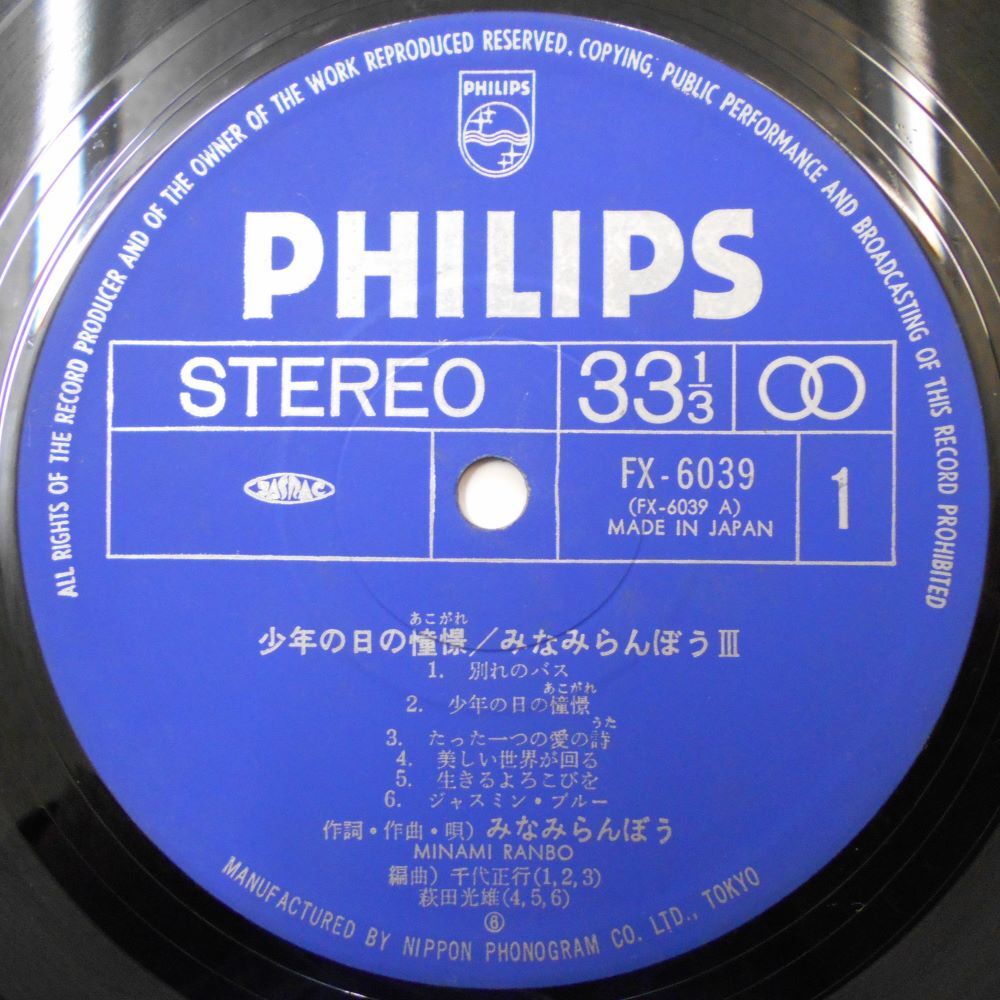 ALL RIGHTS OF THE RECORD PRODUCER AND OF THE OWNER OF THE WORK REPRODUCED RESERVED. COPYING, PUBLIC PERFORMANCE AND BROADCASTING OF THIS RECORD PROHIBITED
PHILIPS
PHILIPS
STEREO
33 1/3
JASRAC
FX-6039
(FX-6039 A)
MADE IN JAPAN
1
あこがれ
少年の日の憧憬/みなみらんぼうⅢ
1. 別れのバス
あこがれ
2. 少年の日の憧憬
うた
3. たった一つの愛の詩
4. 美しい世界が回る
5. 生きるよろこびを
6. ジャスミン・ブルー
作詞・作曲・唄) みなみらんぼう
MINAMI RANBO
編曲) 千代正行(1,2,3)
萩田光雄(4,5,6)
⑥
MANUFACTURED BY NIPPON PHONOGRAM CO. LTD., TOKYO